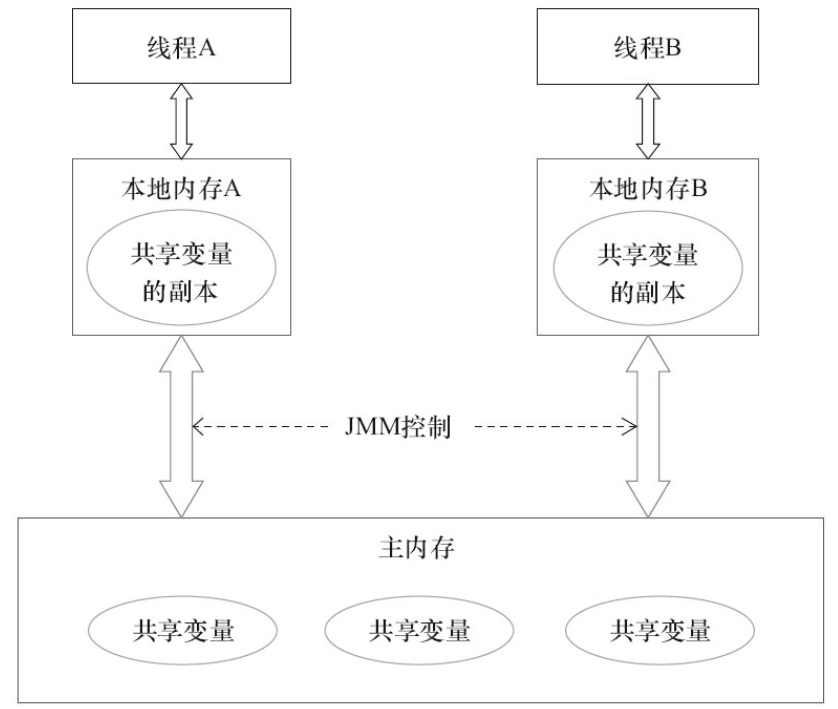 线程A
线程B
本地内存A
共享变量
的副本
本地内存B
共享变量
的副本
JMM控制
主内存
共享变量
共享变量
共享变量